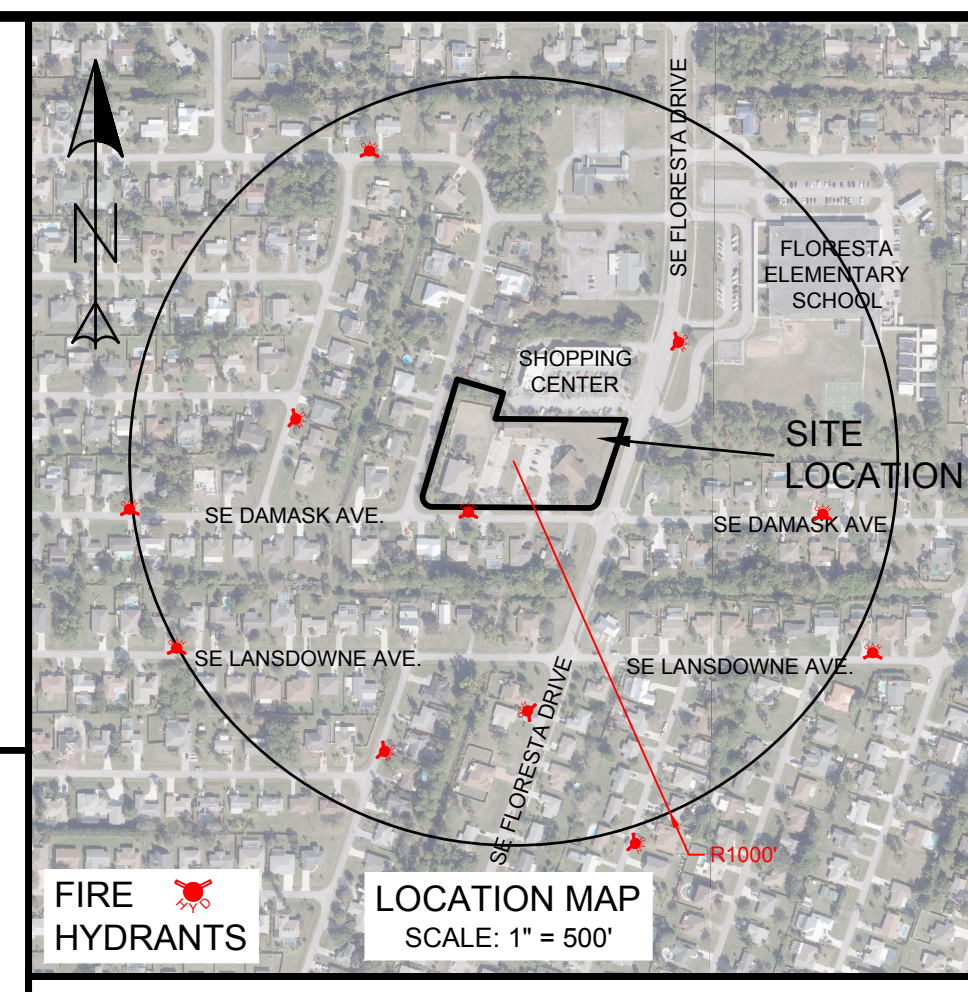 N
SE FLORESTA DRIVE
FLORESTA
ELEMENTARY
SCHOOL
SHOPPING
CENTER
SITE
LOCATION
SE DAMASK AVE.
SE DAMASK AVE
SE LANSDOWNE AVE.
SE LANSDOWNE AVE.
SE FLORESTA DRIVE
R1000'
FIRE
HYD
HYDRANTS
LOCATION MAP
SCALE: 1" = 500'